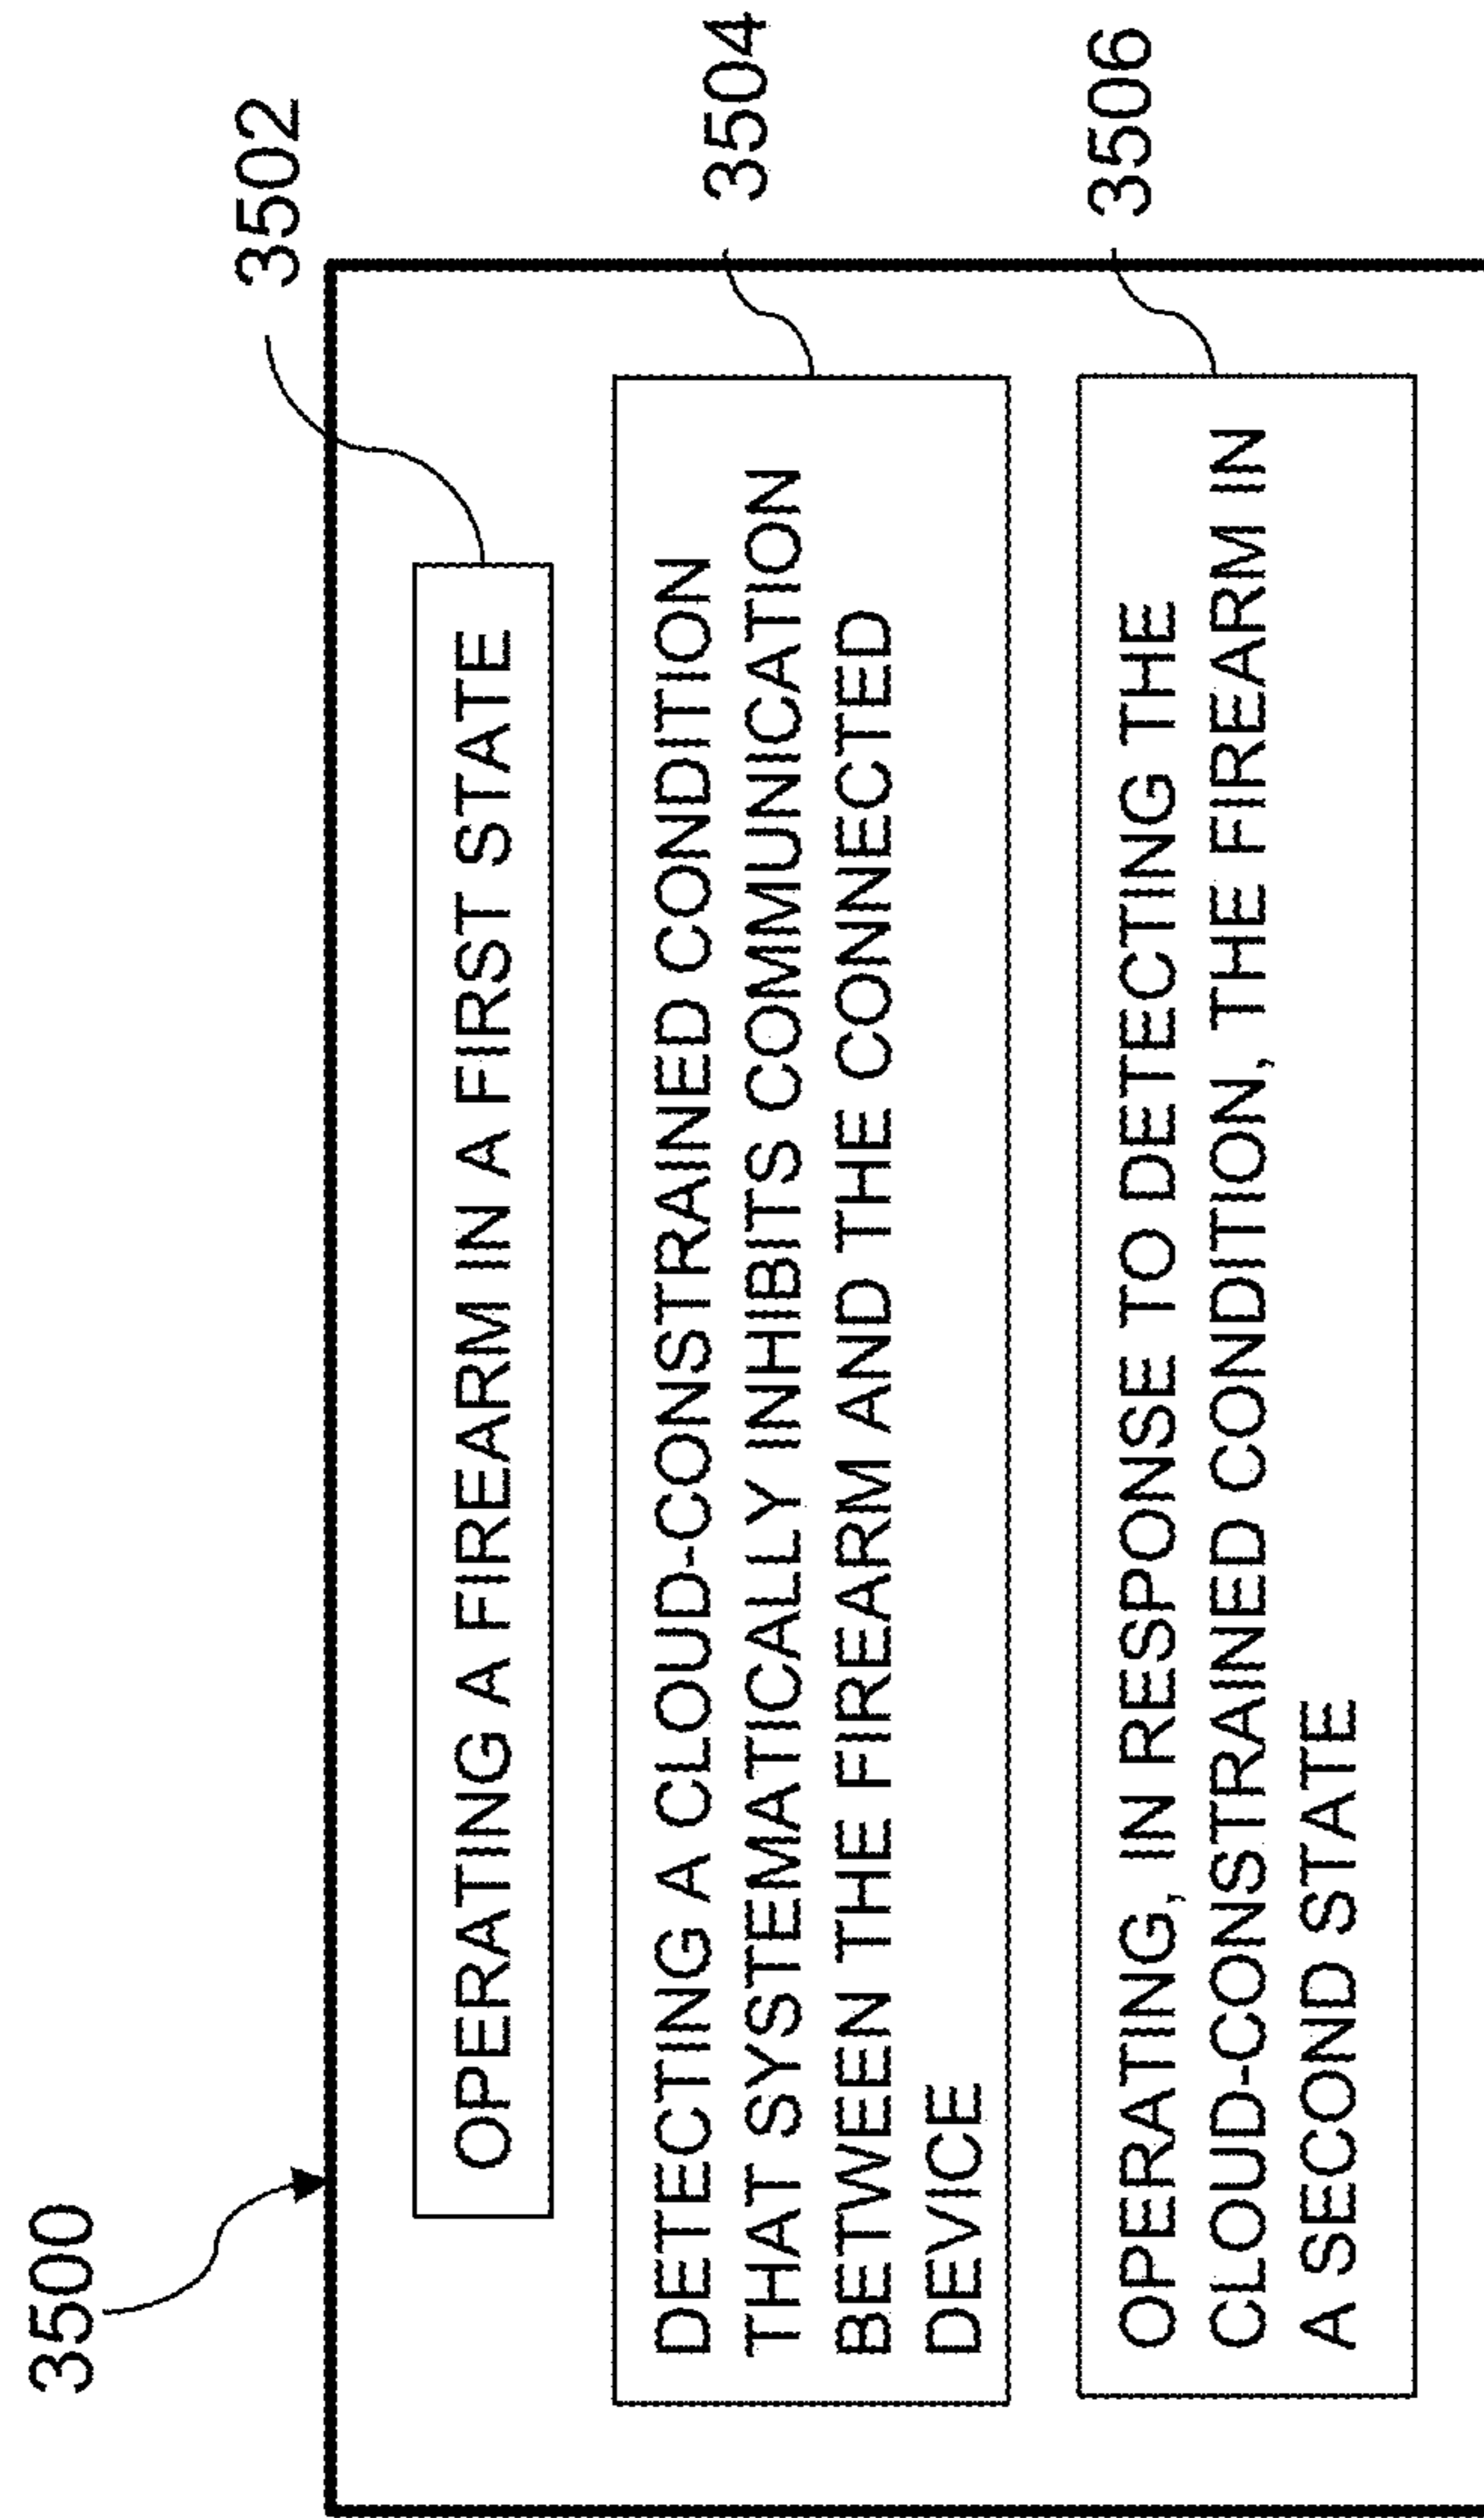 3500
3502
OPERATING A FIREARM IN A FIRST STATE
3504
DETECTING A CLOUD-CONSTRAINED CONDITION
THAT SYSTEMATICALLY INHIBITS COMMUNICATION
BETWEEN THE FIREARM AND THE CONNECTED
DEVICE
3506
OPERATING, IN RESPONSE TO DETECTING THE
CLOUD-CONSTRAINED CONDITION, THE FIREARM IN
A SECOND STATE